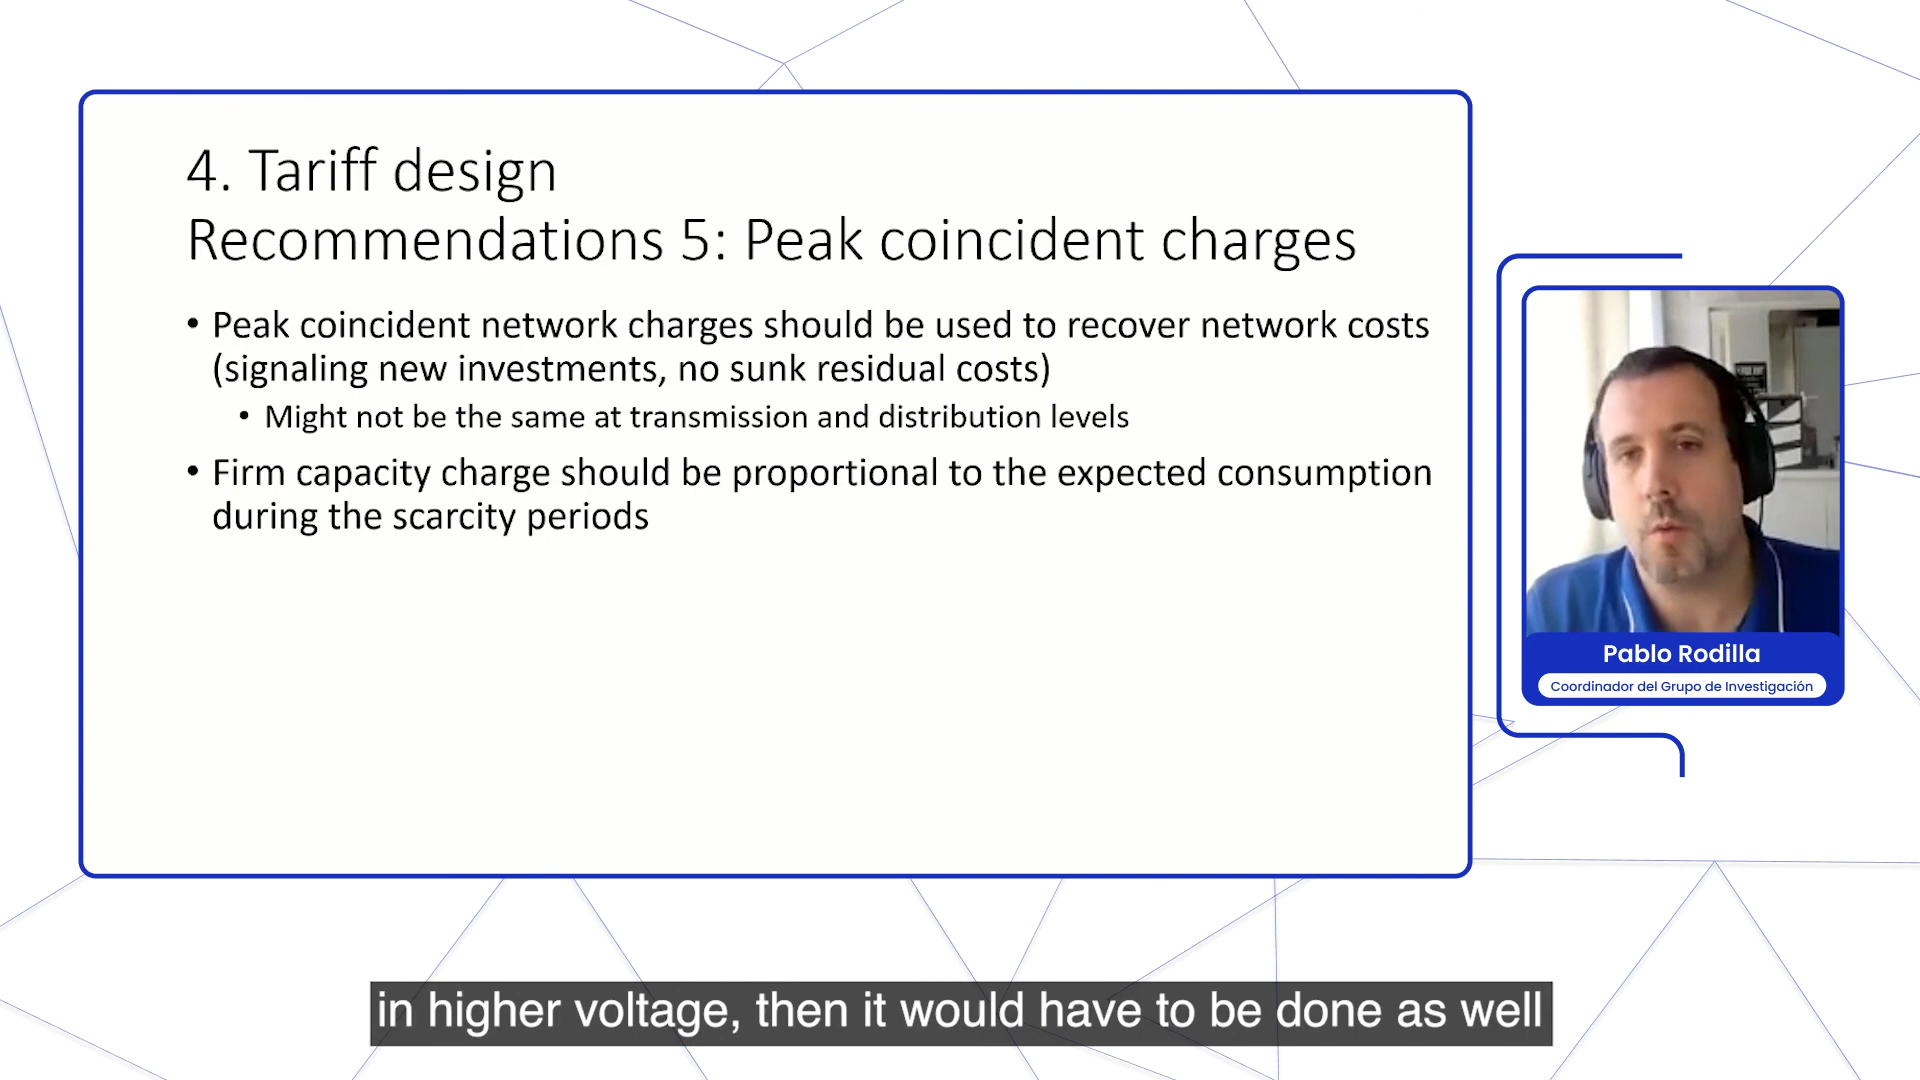 4. Tariff design
Recommendations 5: Peak coincident charges
• Peak coincident network charges should be used to recover network costs
(signaling new investments, no sunk residual costs)
• Might not be the same at transmission and distribution levels
• Firm capacity charge should be proportional to the expected consumption
during the scarcity periods
Pablo Rodilla
Coordinador del Grupo de Investigación
in higher voltage, then it would have to be done as well